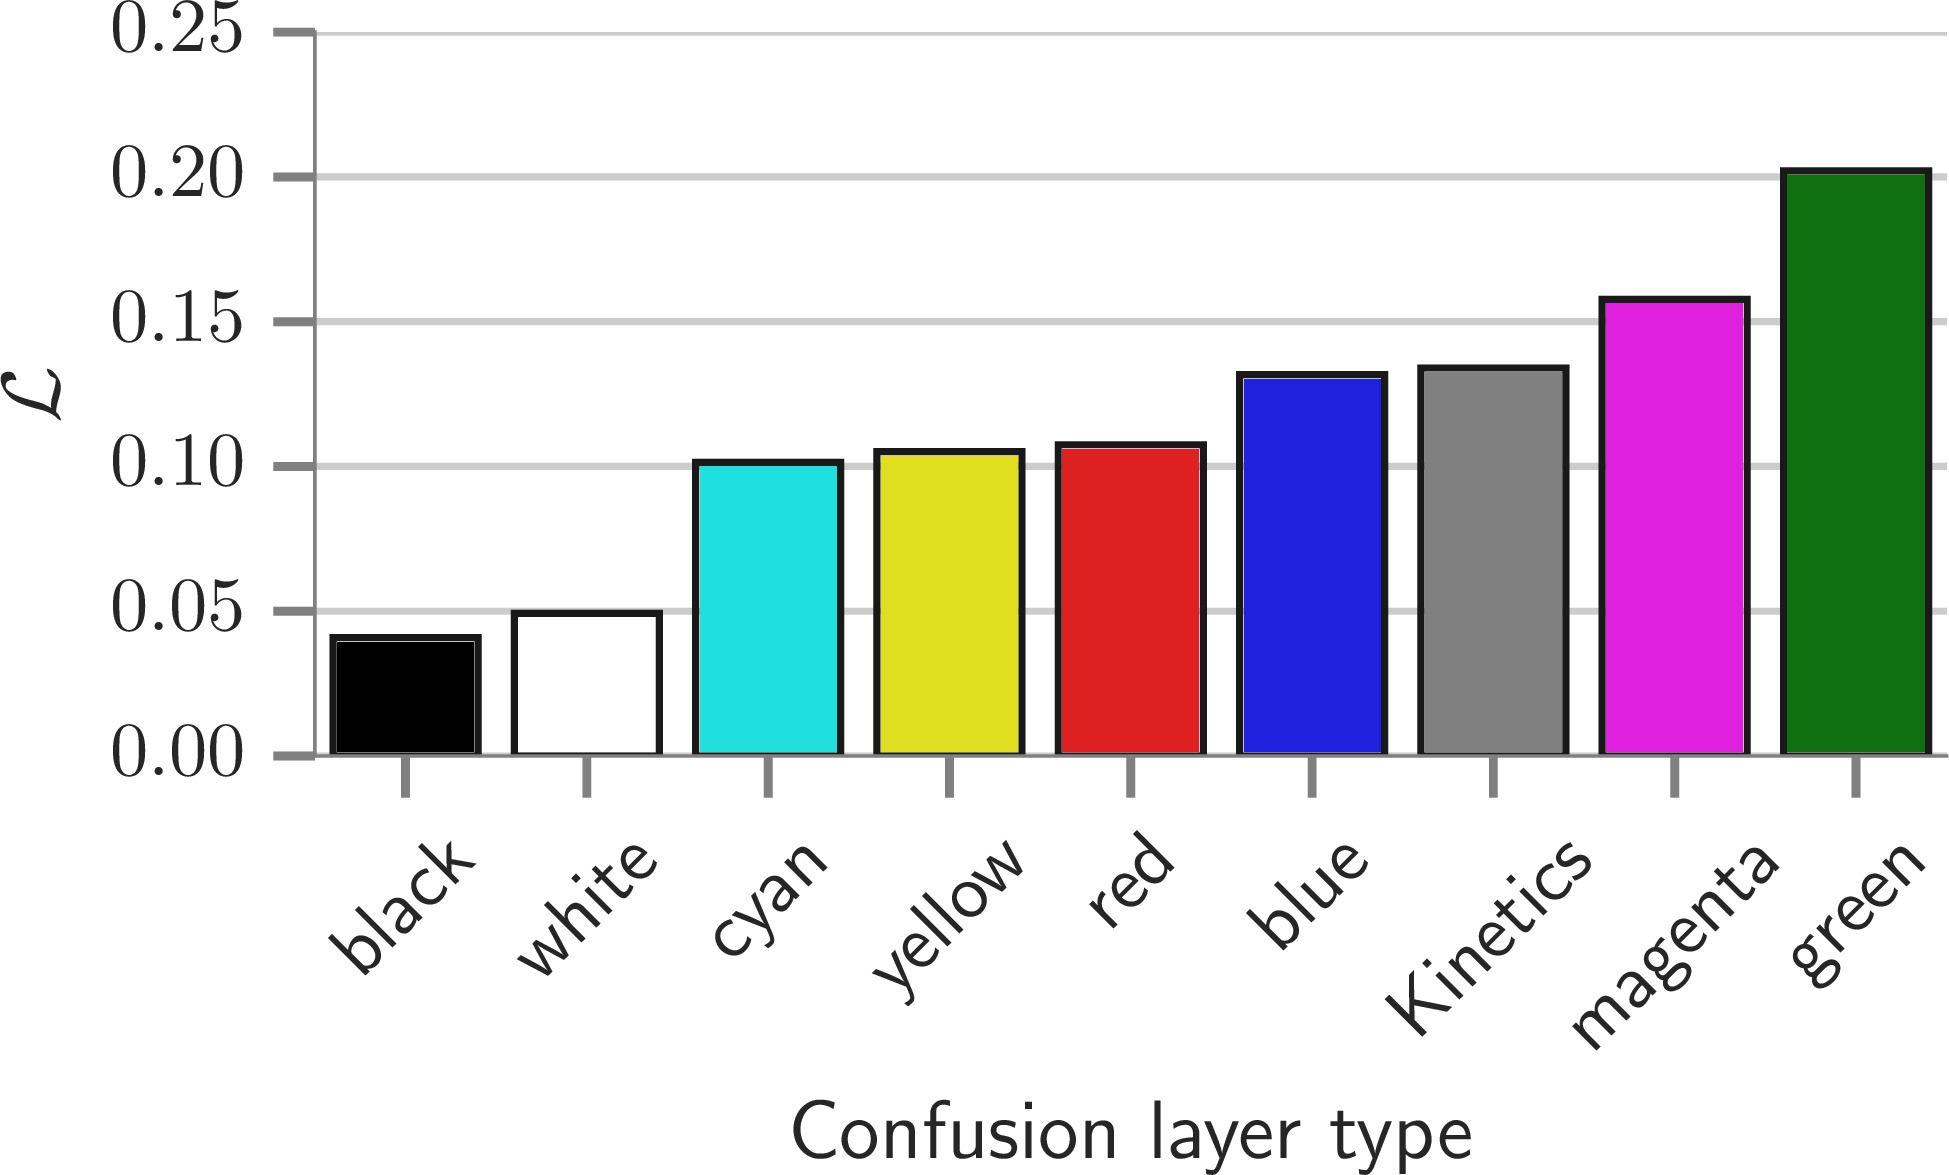 0.25
0.20
0.15
0.10
0.05
0.00
ℒ
black
white
cyan
yellow
red
blue
Kinetics
magenta
green
Confusion layer type